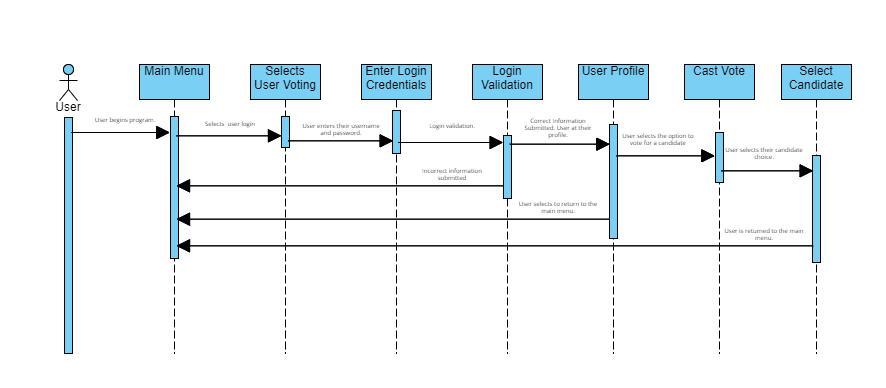 Main Menu
Selects
User Voting
Enter Login
Credentials
Login
Validation
User Profile
Cast Vote
Select
Candidate
User
User begins program.
Selects user login
User enters their username
and password.
Login validation.
Correct Information
Submitted. User at their
profile.
User selects the option to
vote for a candidate
User selects their candidate
choice.
Incorrect information
submitted
User selects to return to the
main menu.
User is returned to the main
menu.